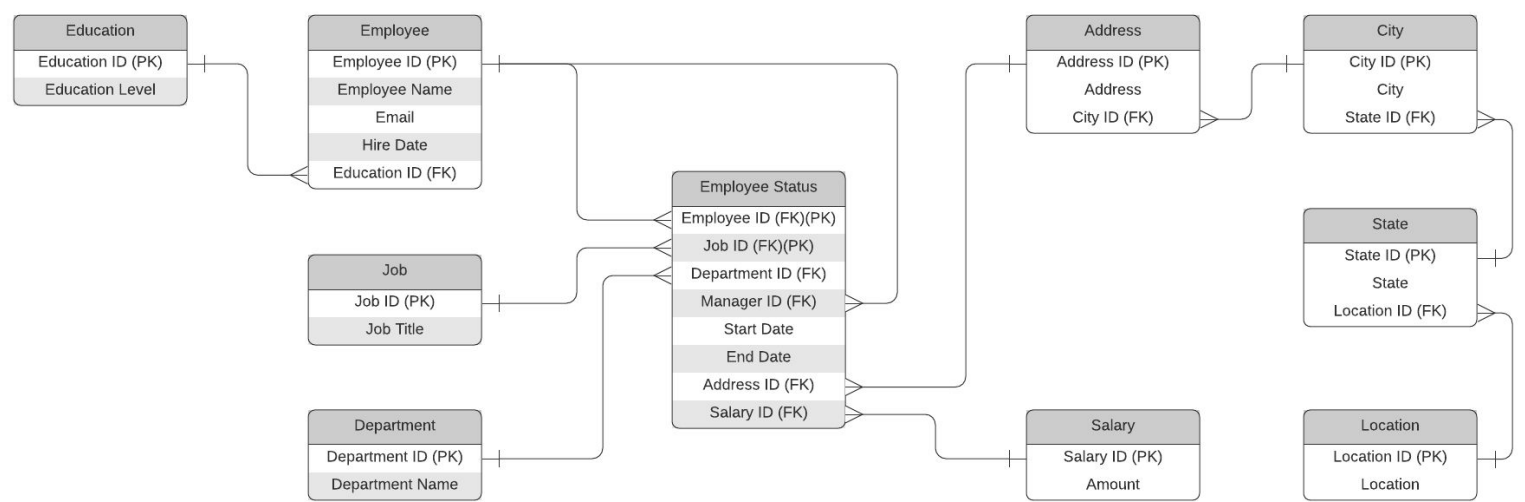 Education
Education ID (PK)
Education Level
Employee
Employee ID (PK)
Employee Name
Email
Hire Date
Education ID (FK)
Job
Job ID (PK)
Job Title
Department
Department ID (PK)
Department Name
Employee Status
Employee ID (FK)(PK)
Job ID (FK)(PK)
Department ID (FK)
Manager ID (FK)
Start Date
End Date
Address ID (FK)
Salary ID (FK)
Address
Address ID (PK)
Address
City ID (FK)
Salary
Salary ID (PK)
Amount
City
City ID (PK)
City
State ID (FK)
State
State ID (PK)
State
Location ID (FK)
Location
Location ID (PK)
Location